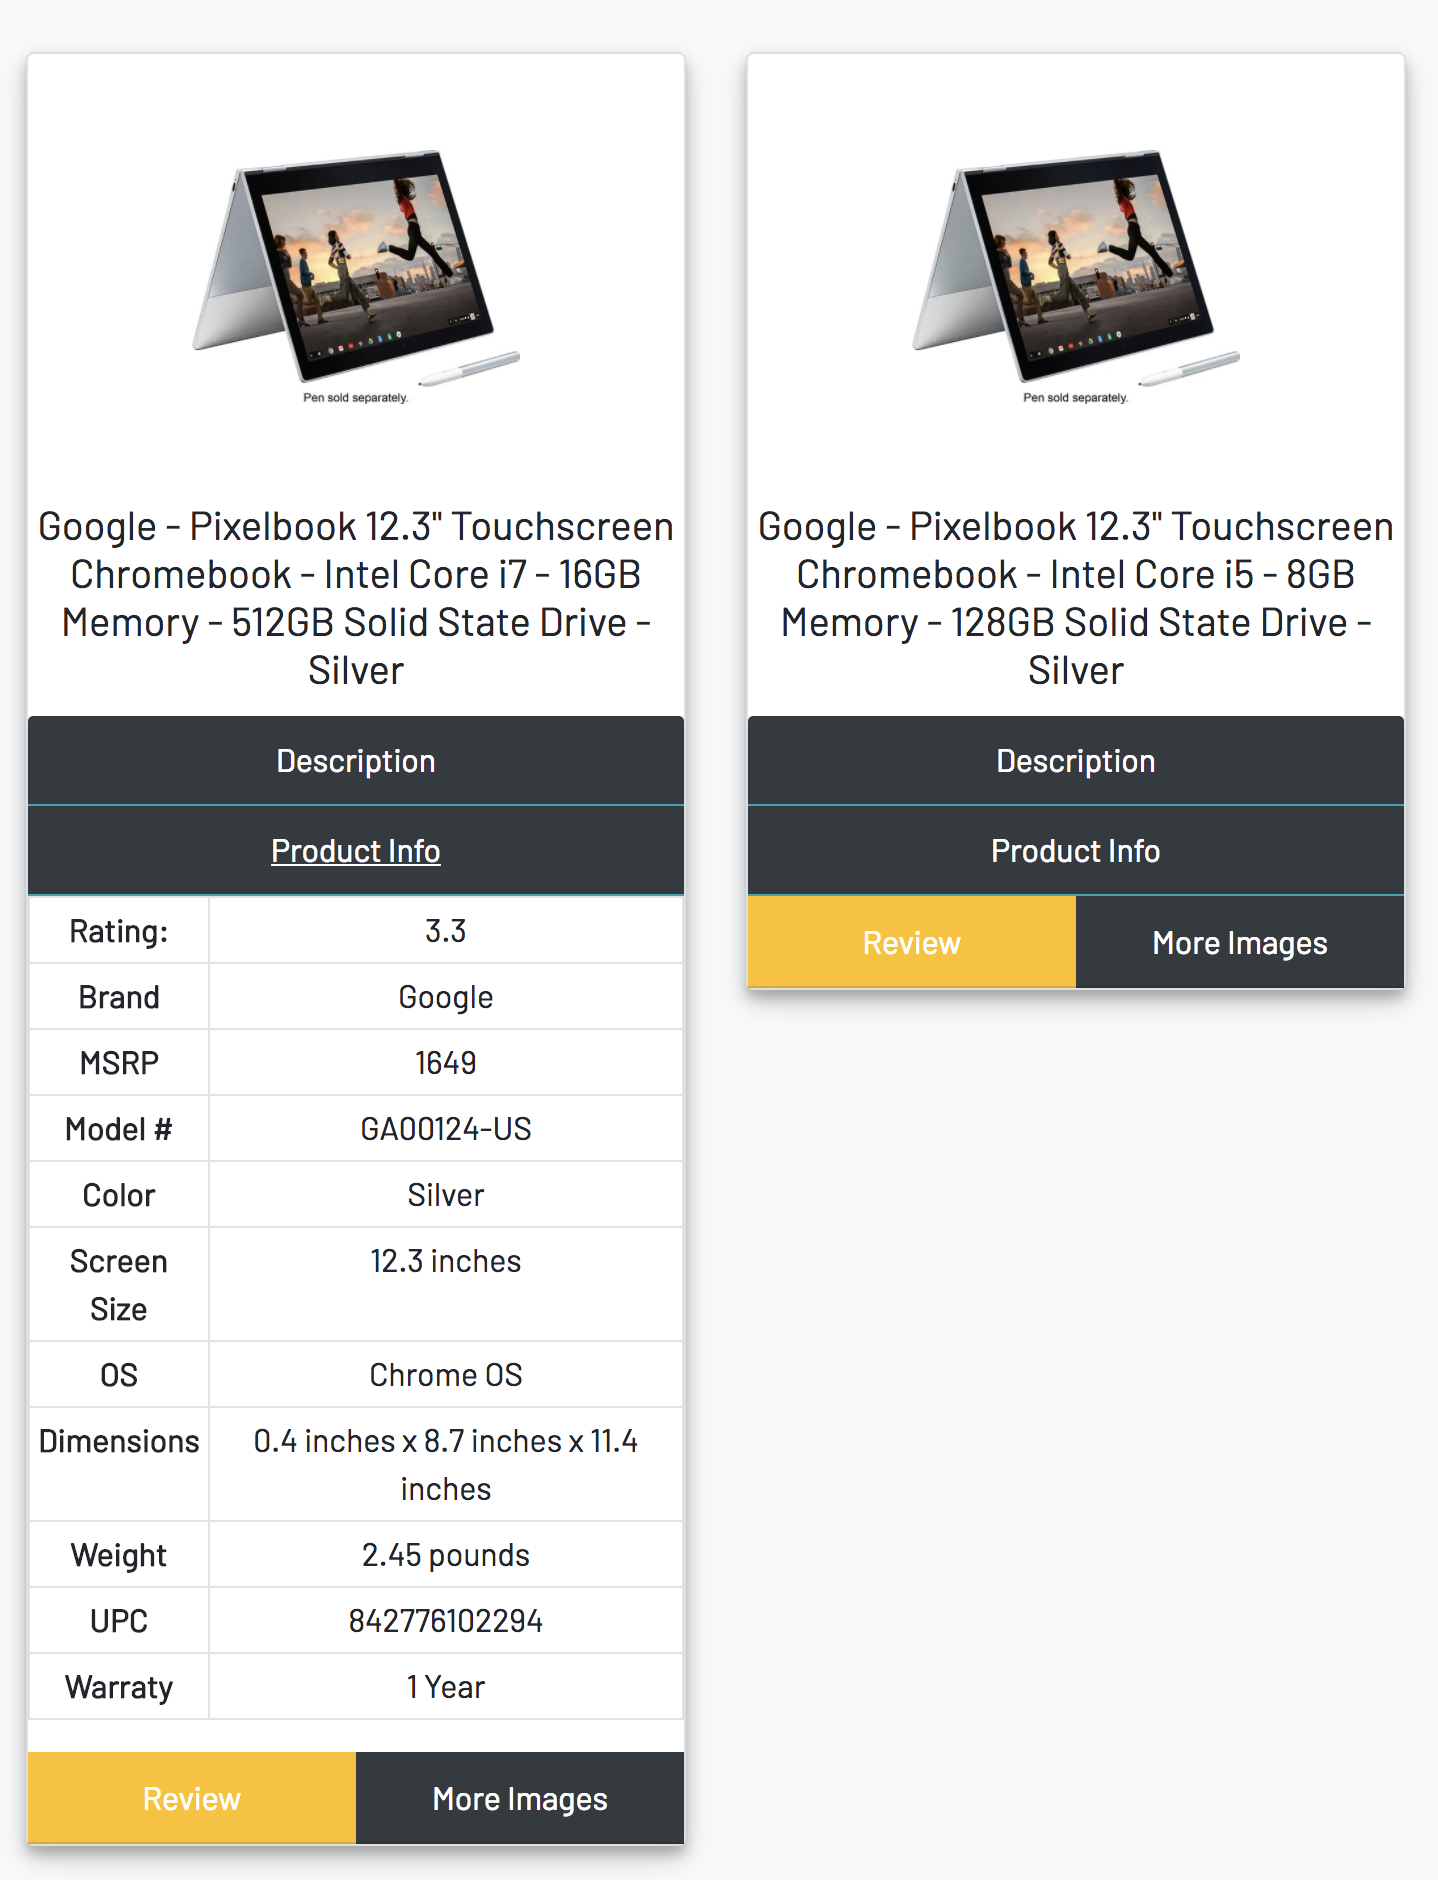 Pen sold separately.
Google - Pixelbook 12.3" Touchscreen
Chromebook - Intel Core i7 - 16GB
Memory - 512GB Solid State Drive -
Silver
Description
Product Info
Rating: 3.3
Brand Google
MSRP 1649
Model # GA00124-US
Color Silver
Screen 12.3 inches
Size
OS Chrome OS
Dimensions 0.4 inches x 8.7 inches x 11.4
inches
Weight 2.45 pounds
UPC 842776102294
Warraty 1 Year
Review More Images
Pen sold separately.
Google - Pixelbook 12.3" Touchscreen
Chromebook - Intel Core i5 - 8GB
Memory - 128GB Solid State Drive -
Silver
Description
Product Info
Review More Images